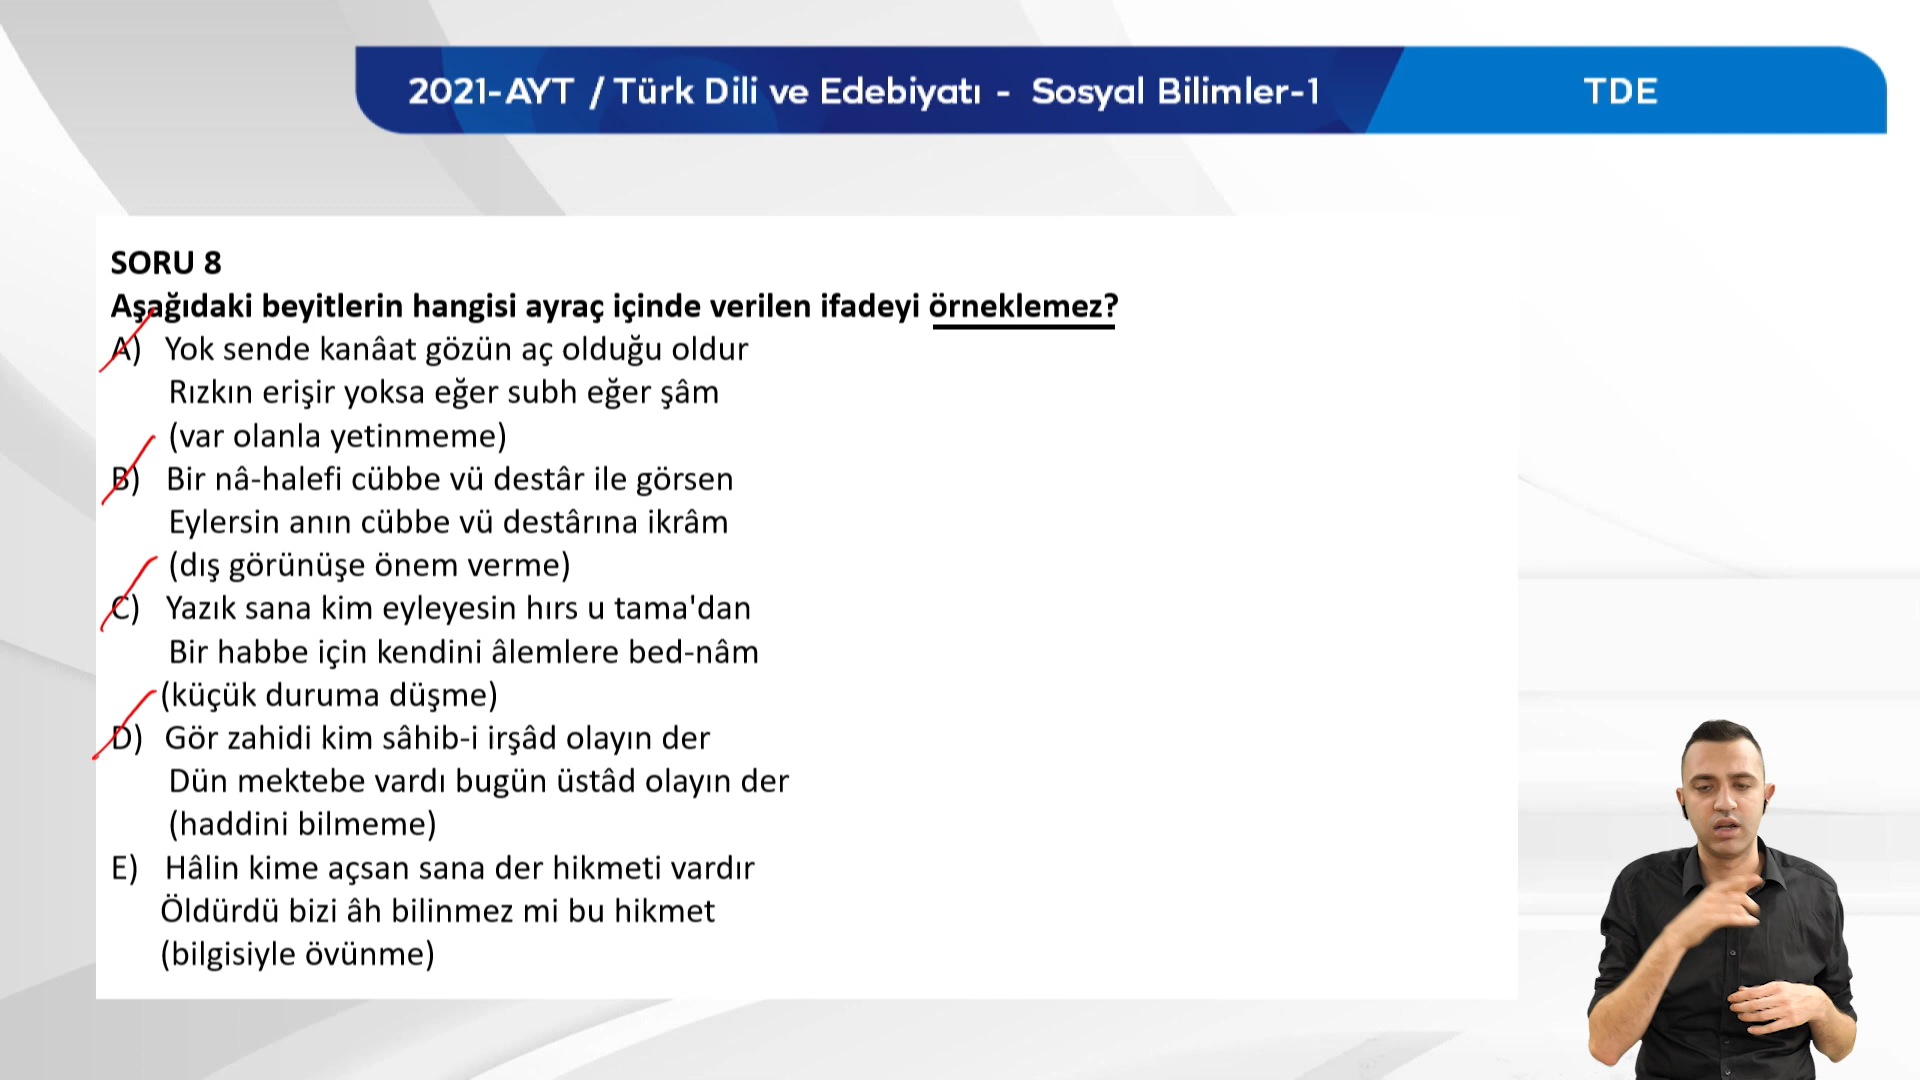 2021-AYT / Türk Dili ve Edebiyatı - Sosyal Bilimler-1
TDE
SORU 8
Aşağıdaki beyitlerin hangisi ayraç içinde verilen ifadeyi örneklemez?
A) Yok sende kanâat gözün aç olduğu oldur
Rızkın erişir yoksa eğer subh eğer şâm
(var olanla yetinmeme)
B) Bir nâ-halefi cübbe vü destâr ile görsen
Eylersin anın cübbe vü destârına ikrâm
(dış görünüşe önem verme)
C) Yazık sana kim eyleyesin hırs u tama'dan
Bir habbe için kendini âlemlere bed-nâm
(küçük duruma düşme)
D) Gör zahidi kim sâhib-i irşâd olayın der
Dün mektebe vardı bugün üstâd olayın der
(haddini bilmeme)
E) Hâlin kime açsan sana der hikmeti vardır
Öldürdü bizi âh bilinmez mi bu hikmet
(bilgisiyle övünme)